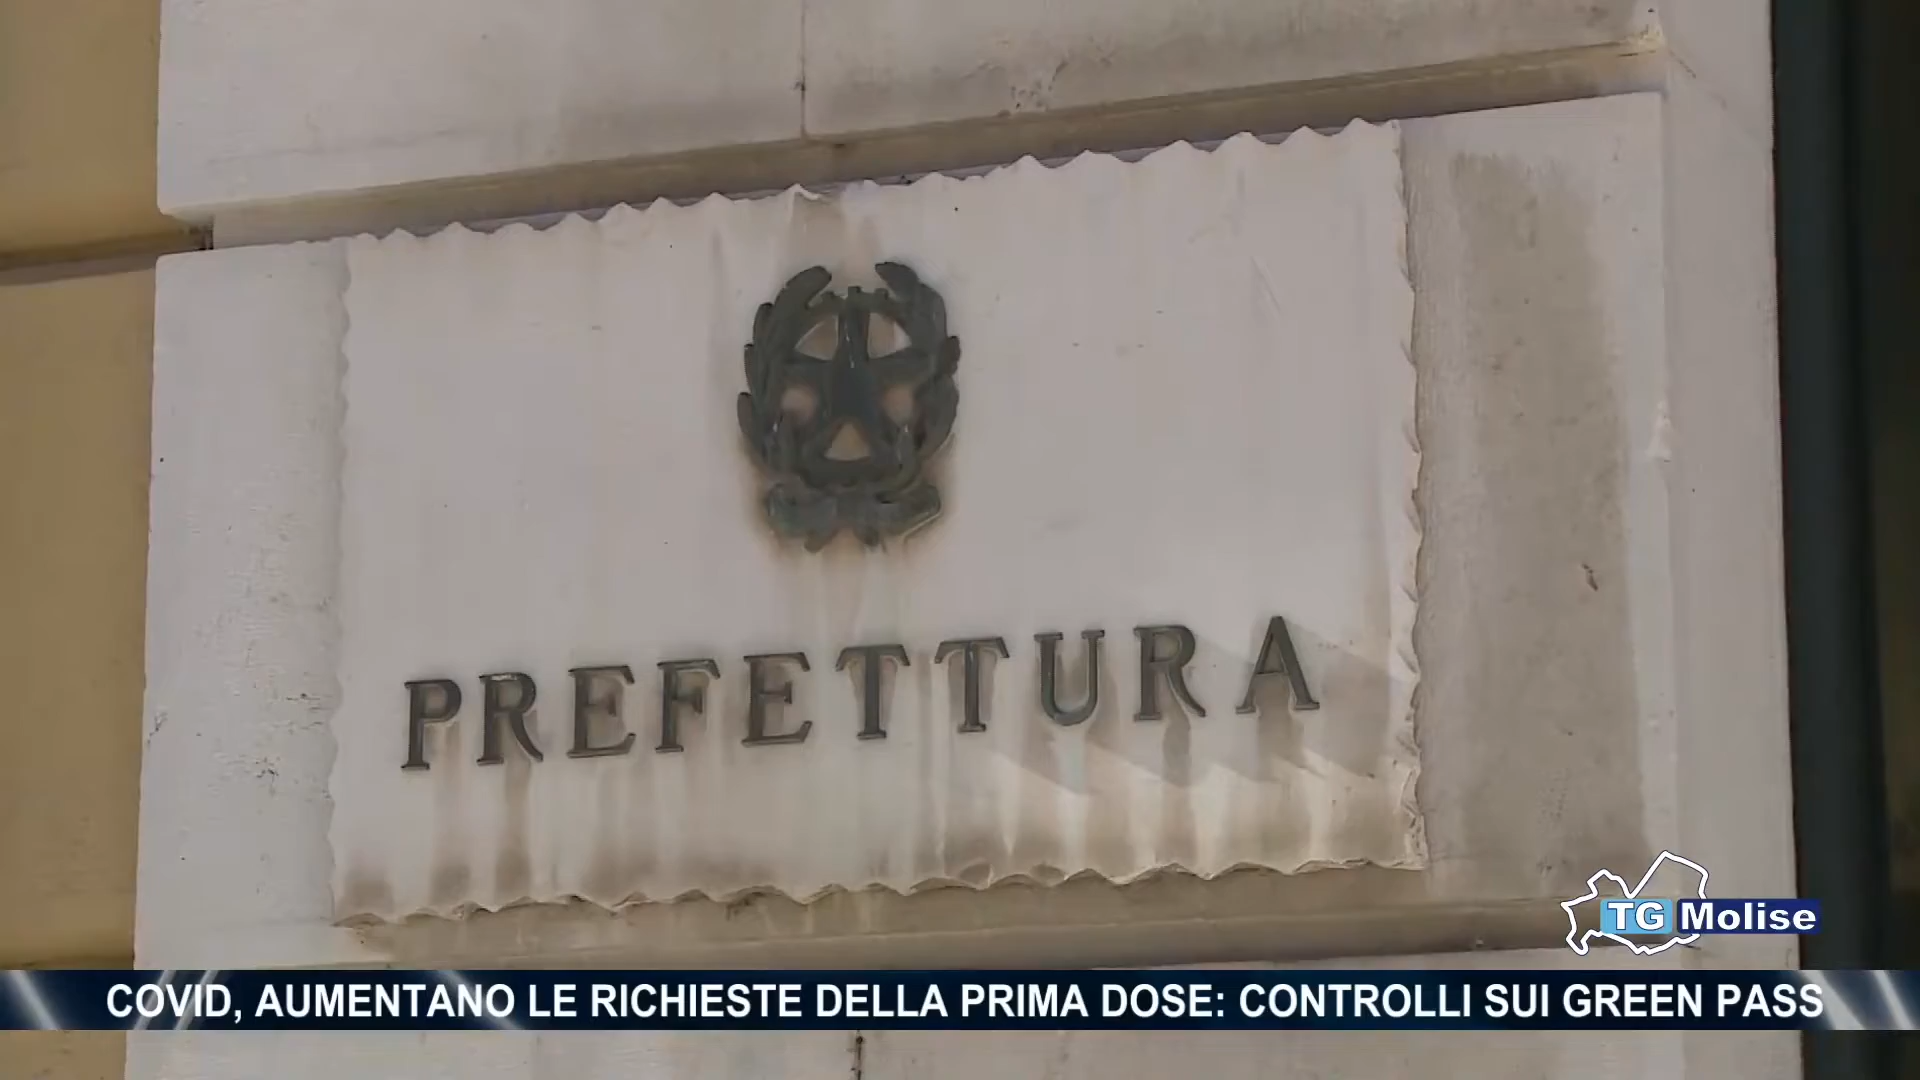 PREFETTURA
TG Molise
COVID, AUMENTANO LE RICHIESTE DELLA PRIMA DOSE: CONTROLLI SUI GREEN PASS